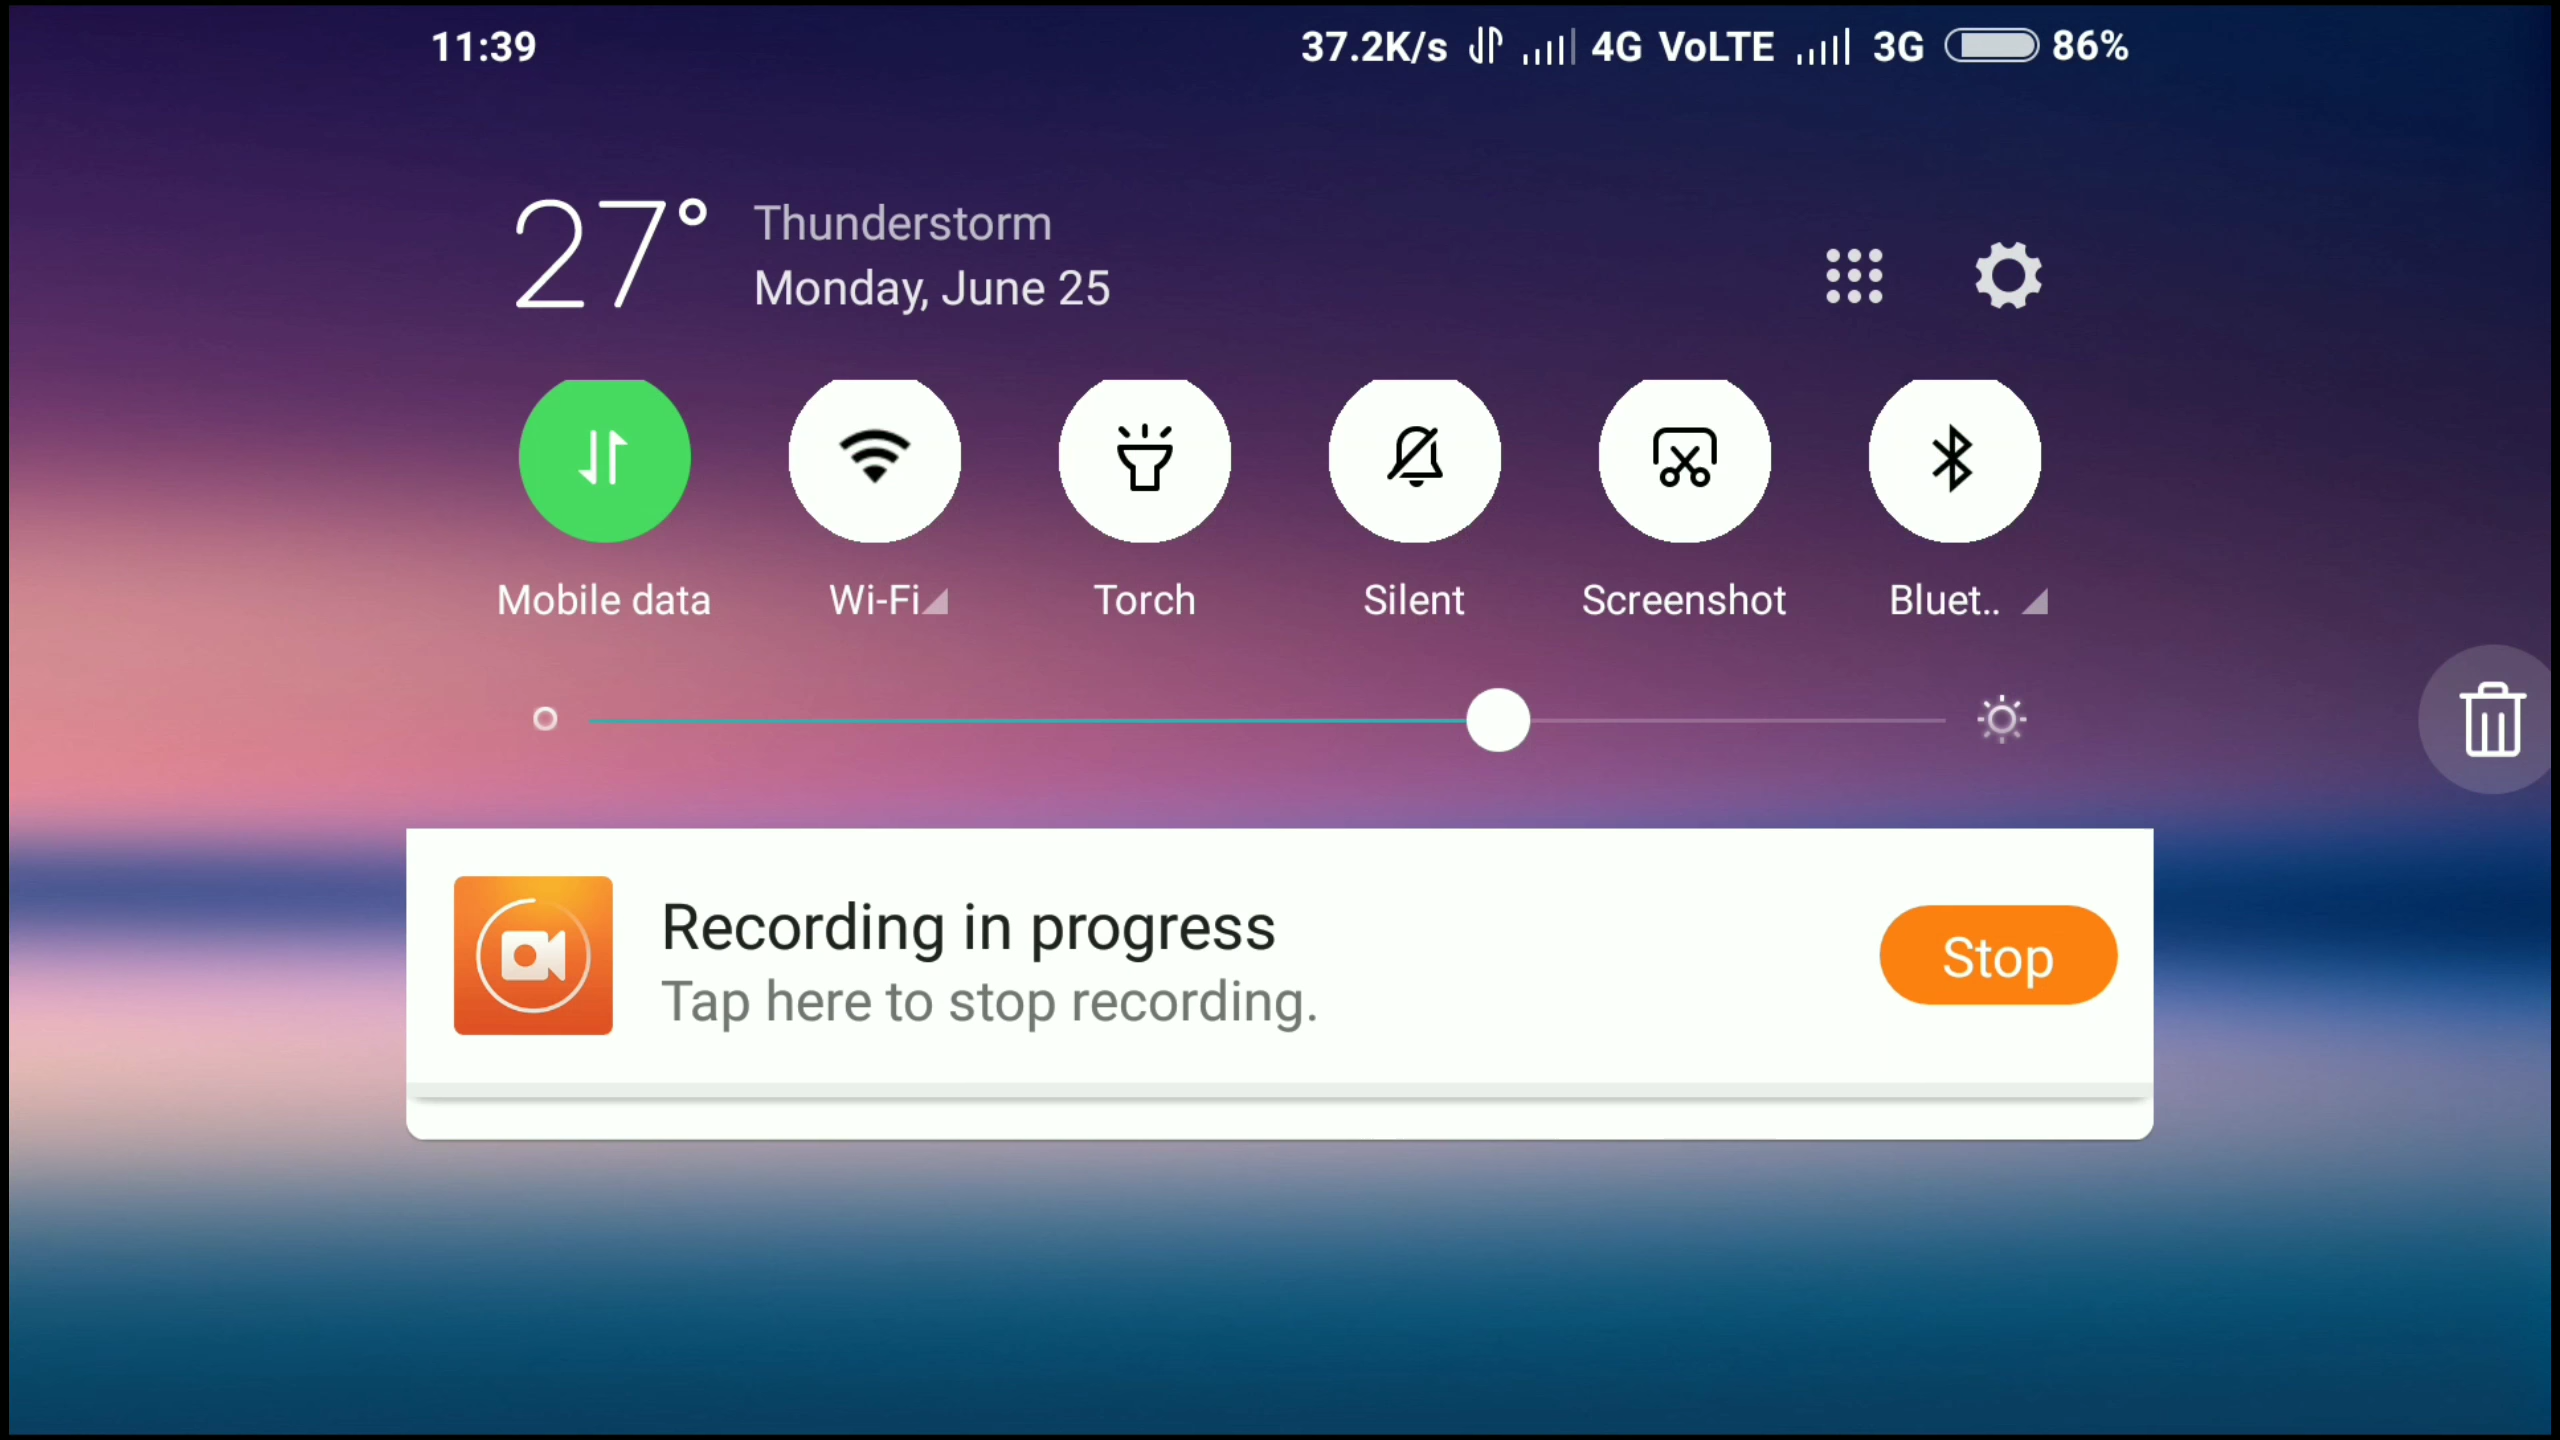 11:39
37.2K/s 4G VoLTE 3G 86%
27° Thunderstorm
Monday, June 25
Mobile data Wi-Fi Torch Silent Screenshot Bluet..
Recording in progress
Tap here to stop recording.
Stop